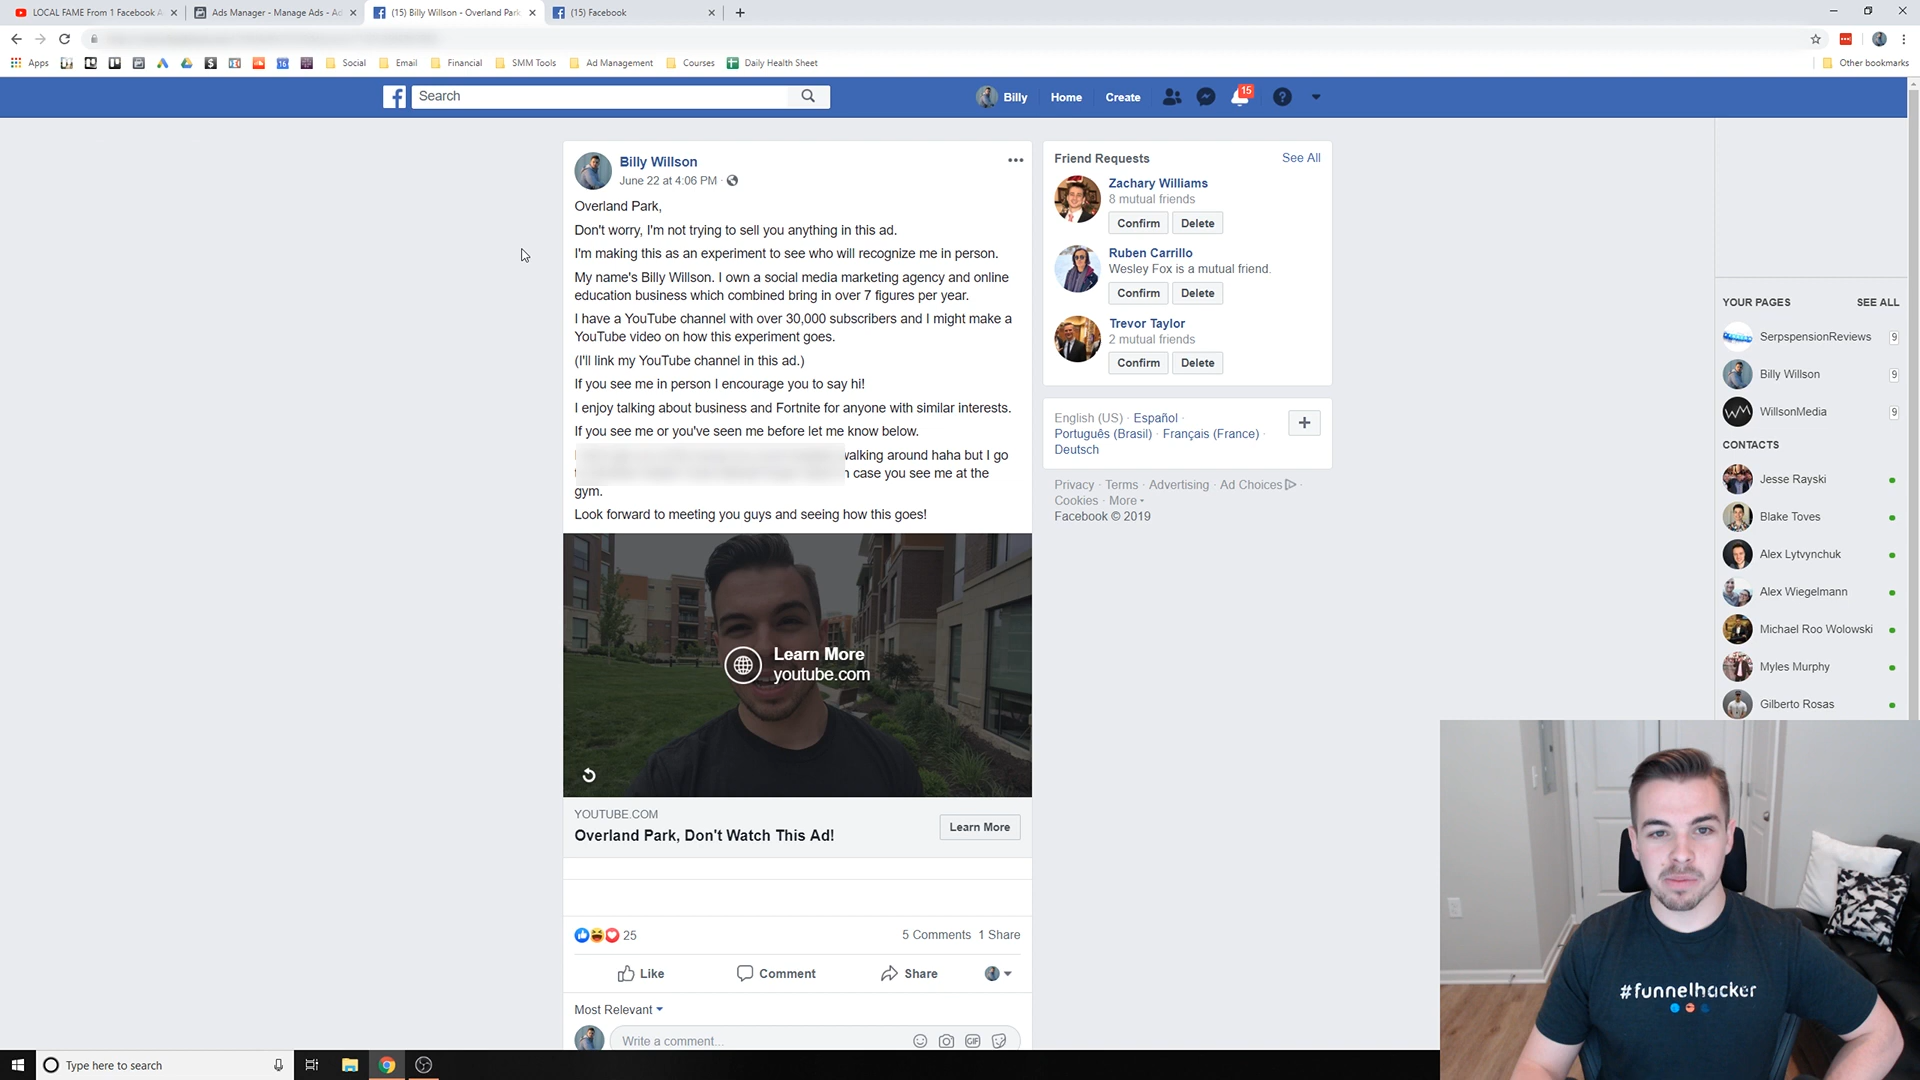 LOCAL FAME From 1 Facebook A
Ads Manager - Manage Ads - Ad
(15) Billy Willson - Overland Park
(15) Facebook
Apps
Social
Email
Financial
SMM Tools
Ad Management
Courses
Daily Health Sheet
Other bookmarks
Search
Billy
Home
Create
15
Billy Willson
June 22 at 4:06 PM ·
Overland Park,
Don't worry, I'm not trying to sell you anything in this ad.
I'm making this as an experiment to see who will recognize me in person.
My name's Billy Willson. I own a social media marketing agency and online
education business which combined bring in over 7 figures per year.
I have a YouTube channel with over 30,000 subscribers and I might make a
YouTube video on how this experiment goes.
(I'll link my YouTube channel in this ad.)
If you see me in person I encourage you to say hi!
I enjoy talking about business and Fortnite for anyone with similar interests.
If you see me or you've seen me before let me know below.
walking around haha but I go
case you see me at the
gym.
Look forward to meeting you guys and seeing how this goes!
Learn More
youtube.com
YOUTUBE.COM
Overland Park, Don't Watch This Ad!
Learn More
25
5 Comments 1 Share
Like
Comment
Share
Most Relevant
Write a comment...
GIF
Friend Requests
See All
Zachary Williams
8 mutual friends
Confirm
Delete
Ruben Carrillo
Wesley Fox is a mutual friend.
Confirm
Delete
Trevor Taylor
2 mutual friends
Confirm
Delete
English (US) · Español ·
Português (Brasil) · Français (France) ·
Deutsch
Privacy · Terms · Advertising · Ad Choices ·
Cookies · More
Facebook © 2019
YOUR PAGES
SEE ALL
SerpspensionReviews
9
Billy Willson
9
WillsonMedia
9
CONTACTS
Jesse Rayski
Blake Toves
Alex Lytvynchuk
Alex Wiegelmann
Michael Roo Wolowski
Myles Murphy
Gilberto Rosas
#funnelhacker
Type here to search